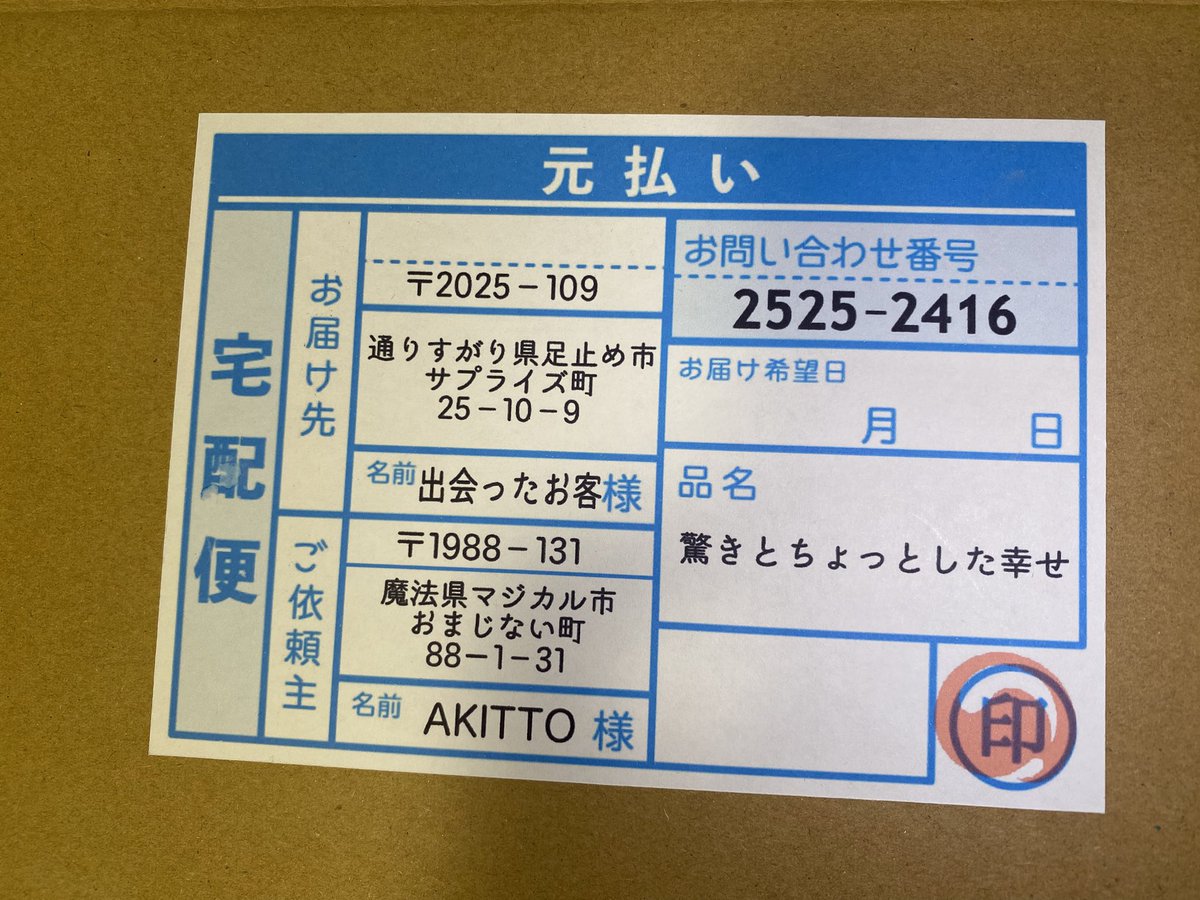 元払い
宅配便
お届け先
〒2025-109
通りすがり県足止め市
サプライズ町
25-10-9
名前 出会ったお客様
ご依頼主
〒1988-131
魔法県マジカル市
おまじない町
88-1-31
名前 AKITTO 様
お問い合わせ番号
2525-2416
お届け希望日
月 日
品名
驚きとちょっとした幸せ
印